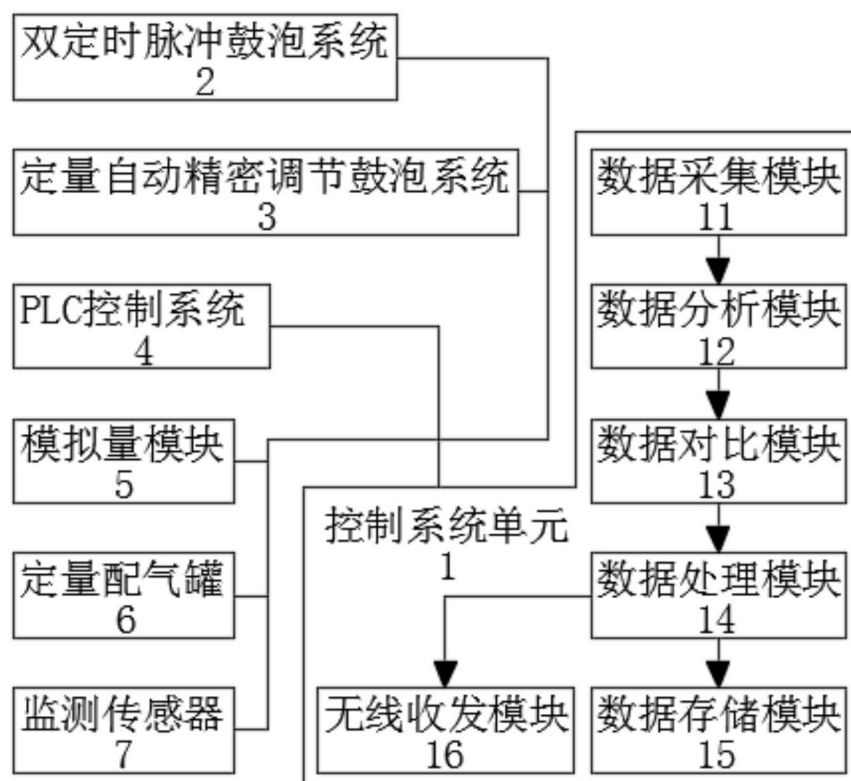 双定时脉冲鼓泡系统
2
定量自动精密调节鼓泡系统
3
PLC控制系统
4
模拟量模块
5
定量配气罐
6
监测传感器
7
数据采集模块
11
数据分析模块
12
数据对比模块
13
控制系统单元
1
数据处理模块
14
无线收发模块
16
数据存储模块
15